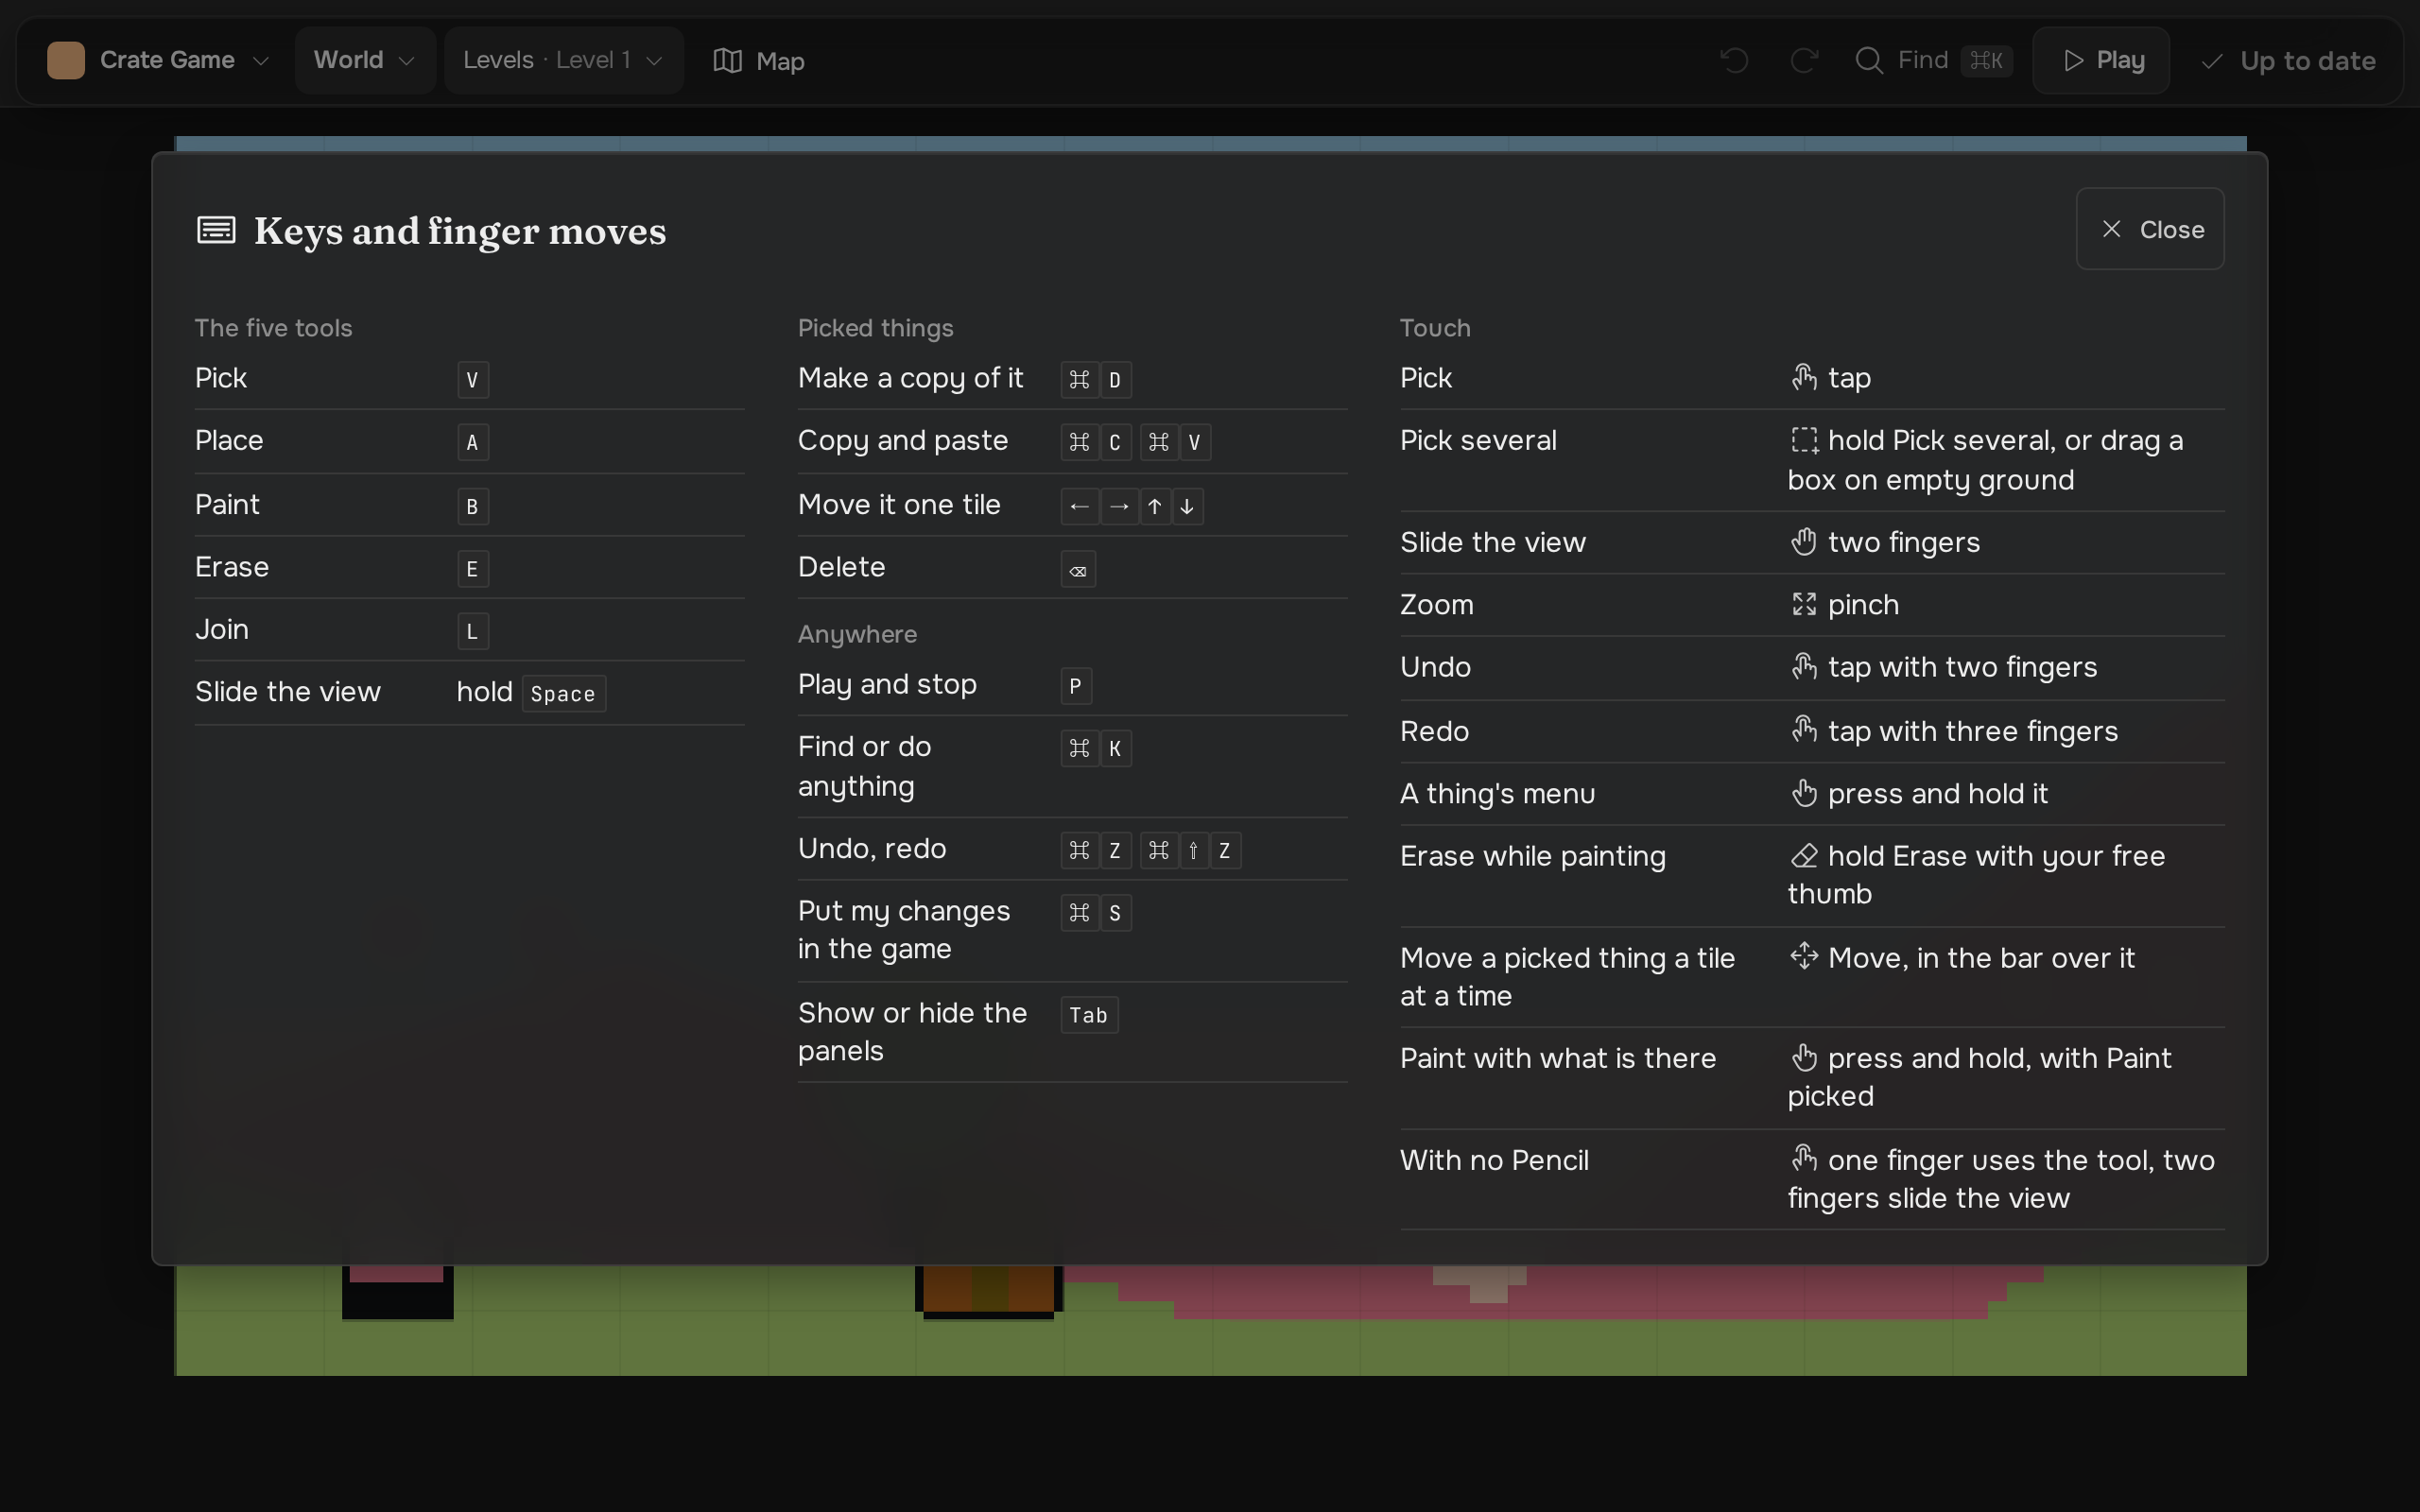 Crate Game World Levels · Level 1 Map Find ⌘K Play Up to date
Keys and finger moves
Close
The five tools
Pick V
Place A
Paint B
Erase E
Join L
Slide the view hold Space
Picked things
Make a copy of it ⌘ D
Copy and paste ⌘ C ⌘ V
Move it one tile ← → ↑ ↓
Delete ⌫
Anywhere
Play and stop P
Find or do ⌘ K
anything
Undo, redo ⌘ Z ⌘ ⇧ Z
Put my changes ⌘ S
in the game
Show or hide the Tab
panels
Touch
Pick tap
Pick several hold Pick several, or drag a
box on empty ground
Slide the view two fingers
Zoom pinch
Undo tap with two fingers
Redo tap with three fingers
A thing's menu press and hold it
Erase while painting hold Erase with your free
thumb
Move a picked thing a tile Move, in the bar over it
at a time
Paint with what is there press and hold, with Paint
picked
With no Pencil one finger uses the tool, two
fingers slide the view